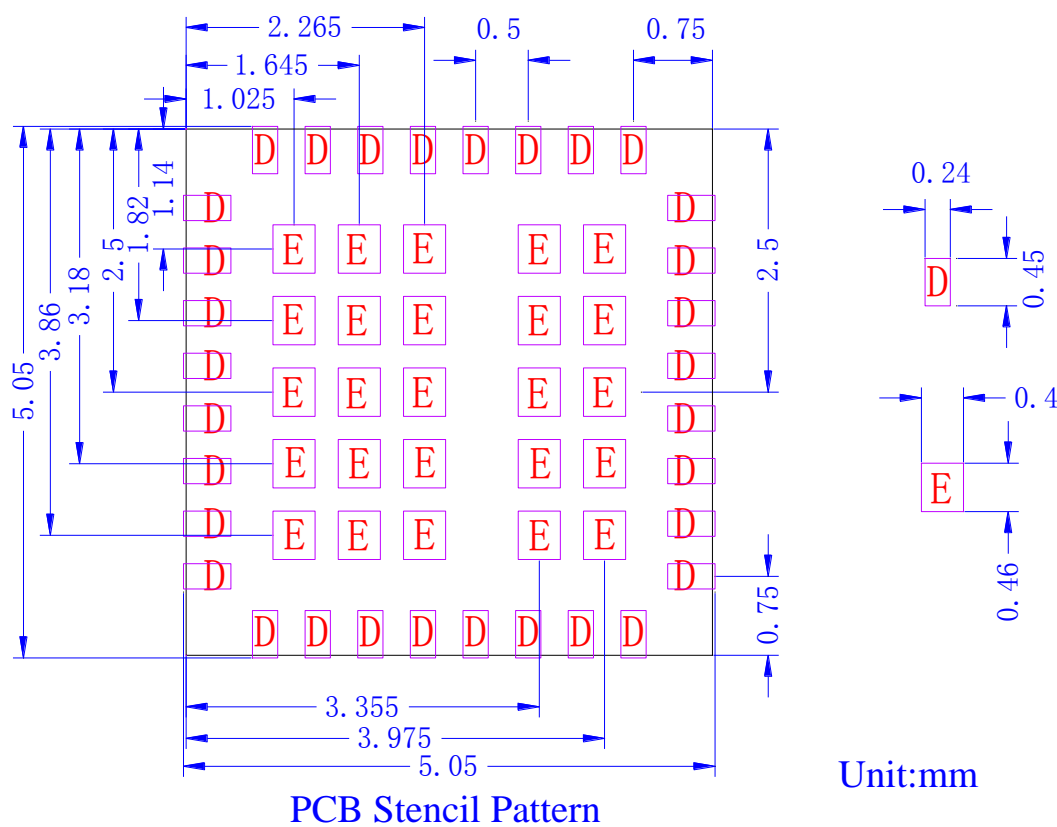 2.265 0.5 0.75
1.645
1.025
D D D D D D D D
1.14
1.82
2.5
3.18
3.86
5.05
2.5
D D
D D
D D
D D
D D
D D
D D
D D
E E E E E
E E E E E
E E E E E
E E E E E
E E E E E
0.75
D D D D D D D D
3.355
3.975
5.05
0.24
D
0.45
0.4
E
0.46
Unit:mm
PCB Stencil Pattern